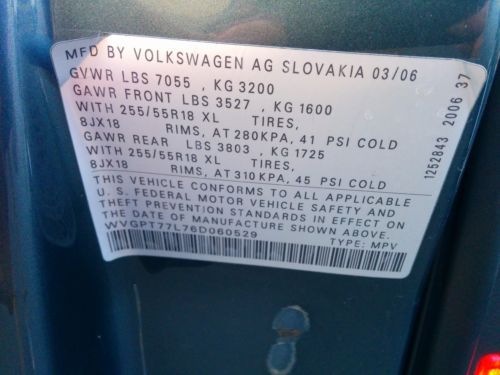 MFD BY VOLKSWAGEN AG SLOVAKIA 03/06
GVWR LBS 7055 , KG 3200
GAWR FRONT LBS 3527 , KG 1600
WITH 255/55R18 XL TIRES,
8JX18 RIMS, AT 280KPA, 41 PSI COLD
GAWR REAR LBS 3803 , KG 1725
WITH 255/55R18 XL TIRES,
8JX18 RIMS, AT 310KPA, 45 PSI COLD
THIS VEHICLE CONFORMS TO ALL APPLICABLE
U. S. FEDERAL MOTOR VEHICLE SAFETY AND
THEFT PREVENTION STANDARDS IN EFFECT ON
THE DATE OF MANUFACTURE SHOWN ABOVE.
WVGPT77L76D060529 TYPE: MPV
1252843 2006 37